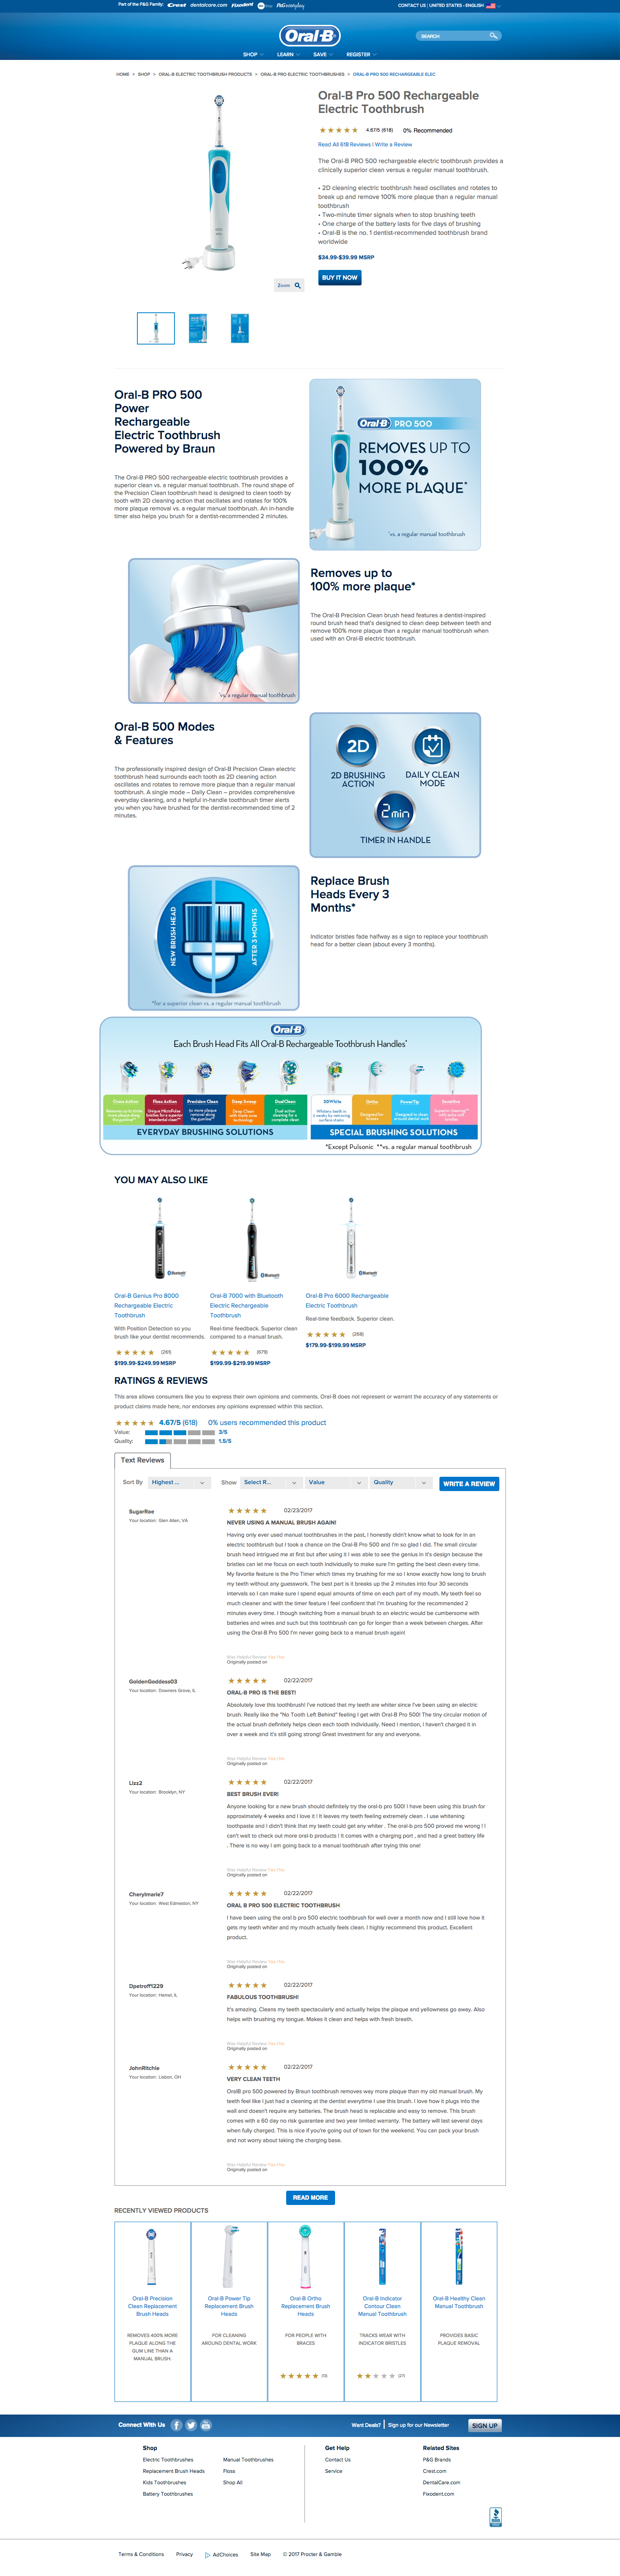 Part of the P&G Family: Crest dentalcare.com Fixodent P&G everyday
CONTACT US | UNITED STATES - ENGLISH
Oral-B
SEARCH
SHOP LEARN SAVE REGISTER
HOME > SHOP > ORAL-B ELECTRIC TOOTHBRUSH PRODUCTS > ORAL-B PRO ELECTRIC TOOTHBRUSHES > ORAL-B PRO 500 RECHARGEABLE ELEC
Oral-B Pro 500 Rechargeable
Electric Toothbrush
4.67/5 (618) 0% Recommended
Read All 618 Reviews | Write a Review
The Oral-B PRO 500 rechargeable electric toothbrush provides a
clinically superior clean versus a regular manual toothbrush.
• 2D cleaning electric toothbrush head oscillates and rotates to
break up and remove 100% more plaque than a regular manual
toothbrush
• Two-minute timer signals when to stop brushing teeth
• One charge of the battery lasts for five days of brushing
• Oral-B is the no. 1 dentist-recommended toothbrush brand
worldwide
$34.99-$39.99 MSRP
BUY IT NOW
Zoom
Oral-B PRO 500
Power
Rechargeable
Electric Toothbrush
Powered by Braun
The Oral-B PRO 500 rechargeable electric toothbrush provides a
superior clean vs. a regular manual toothbrush. The round shape of
the Precision Clean toothbrush head is designed to clean tooth by
tooth with 2D cleaning action that oscillates and rotates for 100%
more plaque removal vs. a regular manual toothbrush. An in-handle
timer also helps you brush for a dentist-recommended 2 minutes.
Oral-B PRO 500
REMOVES UP TO
100%
MORE PLAQUE*
*vs. a regular manual toothbrush
*vs. a regular manual toothbrush
Removes up to
100% more plaque*
The Oral-B Precision Clean brush head features a dentist-inspired
round brush head that's designed to clean deep between teeth and
remove 100% more plaque than a regular manual toothbrush when
used with an Oral-B electric toothbrush.
Oral-B 500 Modes
& Features
The professionally inspired design of Oral-B Precision Clean electric
toothbrush head surrounds each tooth as 2D cleaning action
oscillates and rotates to remove more plaque than a regular manual
toothbrush. A single mode – Daily Clean – provides comprehensive
everyday cleaning, and a helpful in-handle toothbrush timer alerts
you when you have brushed for the dentist-recommended time of 2
minutes.
2D
2D BRUSHING
ACTION
DAILY CLEAN
MODE
2 min
TIMER IN HANDLE
NEW BRUSH HEAD
AFTER 3 MONTHS
*for a superior clean vs. a regular manual toothbrush
Replace Brush
Heads Every 3
Months*
Indicator bristles fade halfway as a sign to replace your toothbrush
head for a better clean (about every 3 months).
Oral-B
Each Brush Head Fits All Oral-B Rechargeable Toothbrush Handles*
Cross Action Floss Action Precision Clean Deep Sweep DualClean 3DWhite Ortho PowerTip Sensitive
EVERYDAY BRUSHING SOLUTIONS
SPECIAL BRUSHING SOLUTIONS
*Except Pulsonic **vs. a regular manual toothbrush
YOU MAY ALSO LIKE
Bluetooth
Bluetooth
Bluetooth
Oral-B Genius Pro 8000
Rechargeable Electric
Toothbrush
With Position Detection so you
brush like your dentist recommends.
(261)
$199.99-$249.99 MSRP
Oral-B 7000 with Bluetooth
Electric Rechargeable
Toothbrush
Real-time feedback. Superior clean
compared to a manual brush.
(679)
$199.99-$219.99 MSRP
Oral-B Pro 6000 Rechargeable
Electric Toothbrush
Real-time feedback. Superior clean.
(268)
$179.99-$199.99 MSRP
RATINGS & REVIEWS
This area allows consumers like you to express their own opinions and comments. Oral-B does not represent or warrant the accuracy of any statements or
product claims made here, nor endorses any opinions expressed within this section.
4.67/5 (618) 0% users recommended this product
Value: 3/5
Quality: 1.5/5
Text Reviews
Sort By Highest ... Show Select R... Value Quality WRITE A REVIEW
SugarRae
Your location: Glen Allen, VA
02/23/2017
NEVER USING A MANUAL BRUSH AGAIN!
Having only ever used manual toothbrushes in the past, I honestly didn't know what to look for in an
electric toothbrush but I took a chance on the Oral-B Pro 500 and I'm so glad I did. The small circular
brush head intrigued me at first but after using it I was able to see the genius in it's design because the
bristles can let me focus on each tooth individually to make sure I'm getting the best clean every time.
My favorite feature is the Pro Timer which times my brushing for me so I know exactly how long to brush
my teeth without any guesswork. The best part is it breaks up the 2 minutes into four 30 seconds
intervals so I can make sure I spend equal amounts of time on each part of my mouth. My teeth feel so
much cleaner and with the timer feature I feel confident that I'm brushing for the recommended 2
minutes every time. I though switching from a manual brush to an electric would be cumbersome with
batteries and wires and such but this toothbrush can go for longer than a week between charges. After
using the Oral-B Pro 500 I'm never going back to a manual brush again!
Was Helpful Review Yes | No
Originally posted on
GoldenGoddess03
Your location: Downers Grove, IL
02/22/2017
ORAL-B PRO IS THE BEST!
Absolutely love this toothbrush! I've noticed that my teeth are whiter since I've been using an electric
brush. Really like the "No Tooth Left Behind" feeling I get with Oral-B Pro 500! The tiny circular motion of
the actual brush definitely helps clean each tooth individually. Need I mention, I haven't charged it in
over a week and it's still going strong! Great investment for any and everyone.
Was Helpful Review Yes | No
Originally posted on
Lizz2
Your location: Brooklyn, NY
02/22/2017
BEST BRUSH EVER!
Anyone looking for a new brush should definitely try the oral-b pro 500! I have been using this brush for
approximately 4 weeks and I love it ! It leaves my teeth feeling extremely clean . I use whitening
toothpaste and I didn't think that my teeth could get any whiter . The oral-b pro 500 proved me wrong ! I
can't wait to check out more oral-b products ! It comes with a charging port , and had a great battery life
. There is no way I am going back to a manual toothbrush after trying this one!
Was Helpful Review Yes | No
Originally posted on
Cherylmarie7
Your location: West Edmeston, NY
02/22/2017
ORAL B PRO 500 ELECTRIC TOOTHBRUSH
I have been using the oral b pro 500 electric toothbrush for well over a month now and I still love how it
gets my teeth whiter and my mouth actually feels clean. I highly recommend this product. Excellent
product.
Was Helpful Review Yes | No
Originally posted on
Dpetroff1229
Your location: Hamel, IL
02/22/2017
FABULOUS TOOTHBRUSH!
It's amazing. Cleans my teeth spectacularly and actually helps the plaque and yellowness go away. Also
helps with brushing my tongue. Makes it clean and helps with fresh breath.
Was Helpful Review Yes | No
Originally posted on
JohnRitchie
Your location: Lisbon, OH
02/22/2017
VERY CLEAN TEETH
OralB pro 500 powered by Braun toothbrush removes way more plaque than my old manual brush. My
teeth feel like I just had a cleaning at the dentist everytime I use this brush. I love how it plugs into the
wall and doesn't require any batteries. The brush head is replacable and easy to remove. This brush
comes with a 60 day no risk guarantee and two year limited warranty. The battery will last several days
when fully charged. This is nice if you're going out of town for the weekend. You can pack your brush
and not worry about taking the charging base.
Was Helpful Review Yes | No
Originally posted on
READ MORE
RECENTLY VIEWED PRODUCTS
Oral-B Precision
Clean Replacement
Brush Heads
REMOVES 400% MORE
PLAQUE ALONG THE
GUM LINE THAN A
MANUAL BRUSH.
Oral-B Power Tip
Replacement Brush
Heads
FOR CLEANING
AROUND DENTAL WORK
Oral-B Ortho
Replacement Brush
Heads
FOR PEOPLE WITH
BRACES
(13)
Oral-B Indicator
Contour Clean
Manual Toothbrush
TRACKS WEAR WITH
INDICATOR BRISTLES
(27)
Oral-B Healthy Clean
Manual Toothbrush
PROVIDES BASIC
PLAQUE REMOVAL
Connect With Us
Want Deals? Sign up for our Newsletter SIGN UP
Shop
Electric Toothbrushes
Replacement Brush Heads
Kids Toothbrushes
Battery Toothbrushes
Manual Toothbrushes
Floss
Shop All
Get Help
Contact Us
Service
Related Sites
P&G Brands
Crest.com
DentalCare.com
Fixodent.com
Terms & Conditions Privacy AdChoices Site Map © 2017 Procter & Gamble